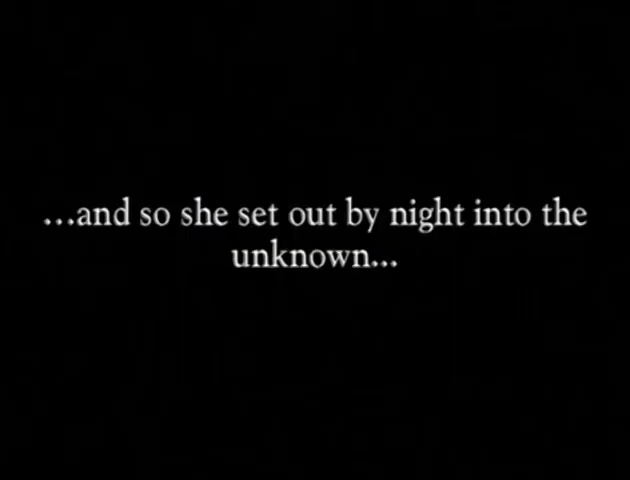 ...and so she set out by night into the
unknown...